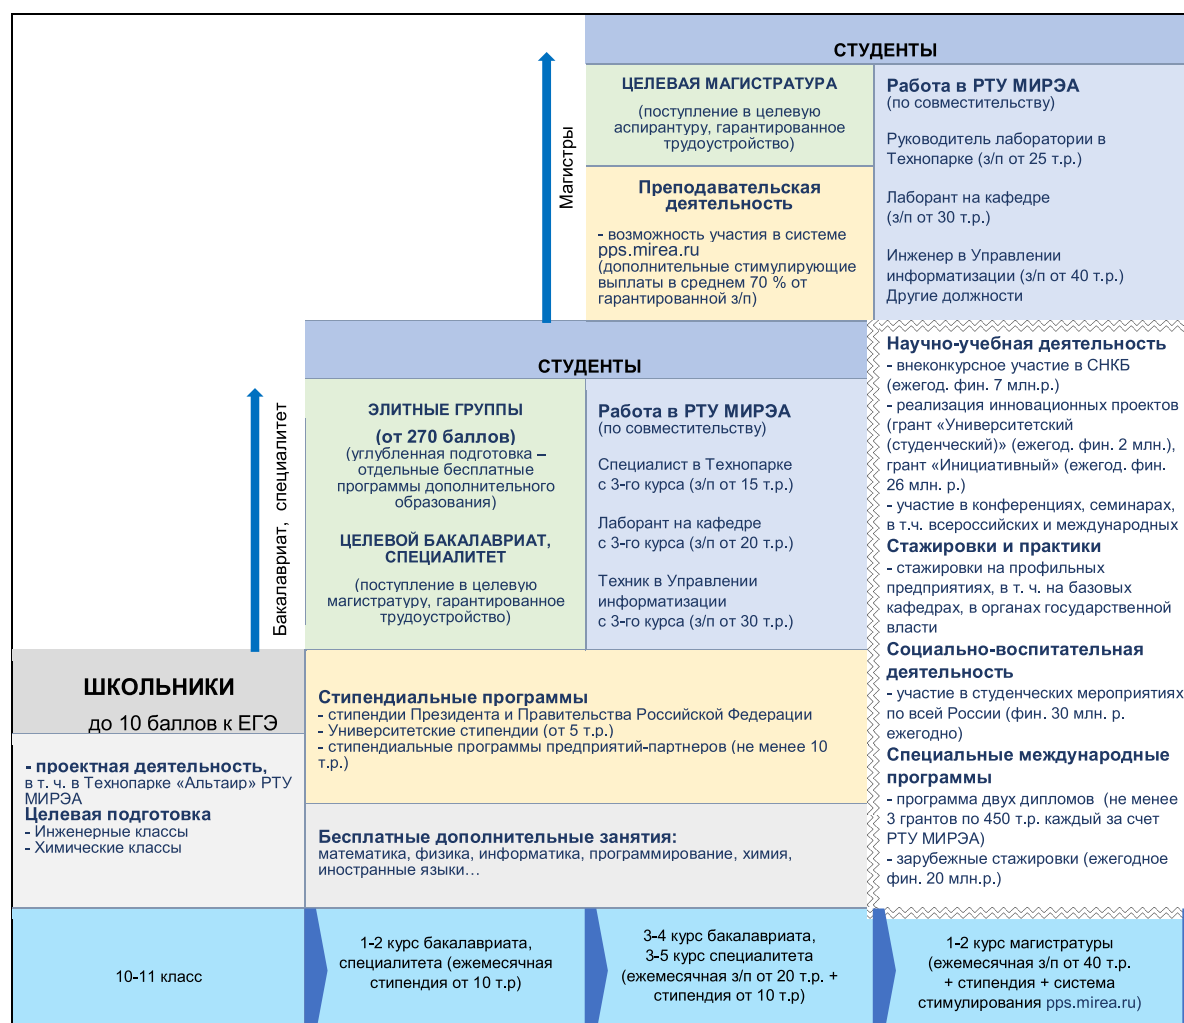 СТУДЕНТЫ
ЦЕЛЕВАЯ МАГИСТРАТУРА
(поступление в целевую
аспирантуру, гарантированное
трудоустройство)
Преподавательская
деятельность
- возможность участия в системе
pps.mirea.ru
(дополнительные стимулирующие
выплаты в среднем 70 % от
гарантированной з/п)
Работа в РТУ МИРЭА
(по совместительству)
Руководитель лаборатории в
Технопарке (з/п от 25 т.р.)
Лаборант на кафедре
(з/п от 30 т.р.)
Инженер в Управлении
информатизации (з/п от 40 т.р.)
Другие должности
Магистры
СТУДЕНТЫ
ЭЛИТНЫЕ ГРУППЫ
(от 270 баллов)
(углубленная подготовка –
отдельные бесплатные
программы дополнительного
образования)
ЦЕЛЕВОЙ БАКАЛАВРИАТ,
СПЕЦИАЛИТЕТ
(поступление в целевую
магистратуру, гарантированное
трудоустройство)
Работа в РТУ МИРЭА
(по совместительству)
Специалист в Технопарке
с 3-го курса (з/п от 15 т.р.)
Лаборант на кафедре
с 3-го курса (з/п от 20 т.р.)
Техник в Управлении
информатизации
с 3-го курса (з/п от 30 т.р.)
Бакалавриат, специалитет
Научно-учебная деятельность
- внеконкурсное участие в СНКБ
(ежегод. фин. 7 млн.р.)
- реализация инновационных проектов
(грант «Университетский
(студенческий)» (ежегод. фин. 2 млн.),
грант «Инициативный» (ежегод. фин.
26 млн. р.)
- участие в конференциях, семинарах,
в т.ч. всероссийских и международных
Стажировки и практики
- стажировки на профильных
предприятиях, в т. ч. на базовых
кафедрах, в органах государственной
власти
Социально-воспитательная
деятельность
- участие в студенческих мероприятиях
по всей России (фин. 30 млн. р.
ежегодно)
Специальные международные
программы
- программа двух дипломов (не менее
3 грантов по 450 т.р. каждый за счет
РТУ МИРЭА)
- зарубежные стажировки (ежегодное
фин. 20 млн.р.)
ШКОЛЬНИКИ
до 10 баллов к ЕГЭ
- проектная деятельность,
в т. ч. в Технопарке «Альтаир» РТУ
МИРЭА
Целевая подготовка
- Инженерные классы
- Химические классы
Стипендиальные программы
- стипендии Президента и Правительства Российской Федерации
- Университетские стипендии (от 5 т.р.)
- стипендиальные программы предприятий-партнеров (не менее 10
т.р.)
Бесплатные дополнительные занятия:
математика, физика, информатика, программирование, химия,
иностранные языки…
10-11 класс
1-2 курс бакалавриата,
специалитета (ежемесячная
стипендия от 10 т.р)
3-4 курс бакалавриата,
3-5 курс специалитета
(ежемесячная з/п от 20 т.р. +
стипендия от 10 т.р)
1-2 курс магистратуры
(ежемесячная з/п от 40 т.р.
+ стипендия + система
стимулирования pps.mirea.ru)